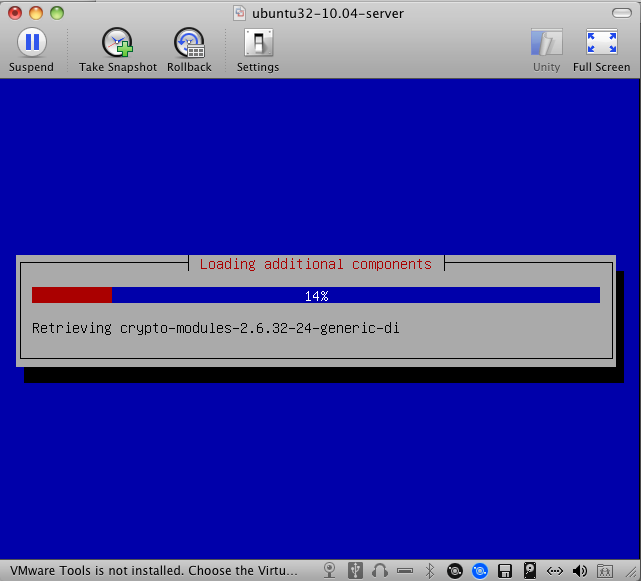 ubuntu32-10.04-server
Suspend
Take Snapshot
Rollback
Settings
Unity
Full Screen
Loading additional components
14%
Retrieving crypto-modules-2.6.32-24-generic-di
VMware Tools is not installed. Choose the Virtu...